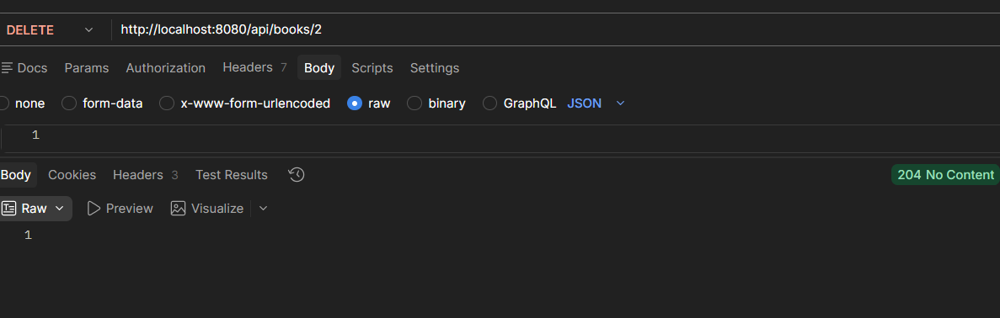 DELETE http://localhost:8080/api/books/2
Docs Params Authorization Headers 7 Body Scripts Settings
none form-data x-www-form-urlencoded raw binary GraphQL JSON
1
Body Cookies Headers 3 Test Results 204 No Content
Raw Preview Visualize
1